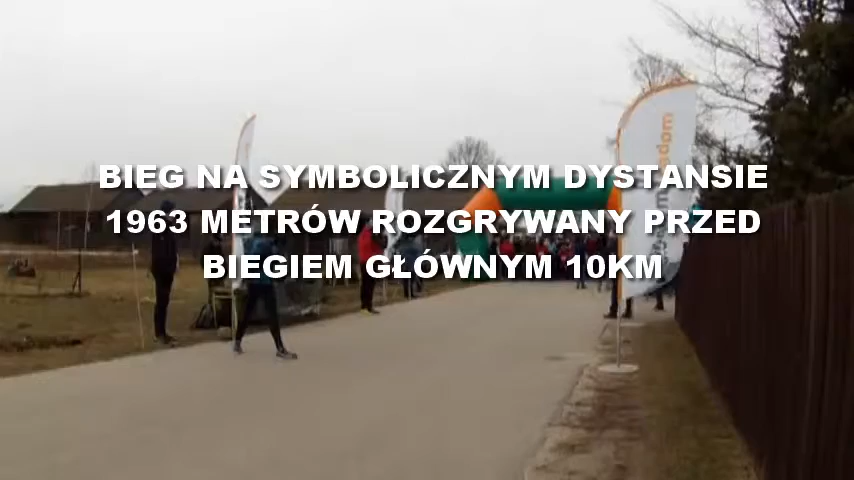 BIEG NA SYMBOLICZNYM DYSTANSIE
1963 METRÓW ROZGRYWANY PRZED
BIEGIEM GŁÓWNYM 10KM